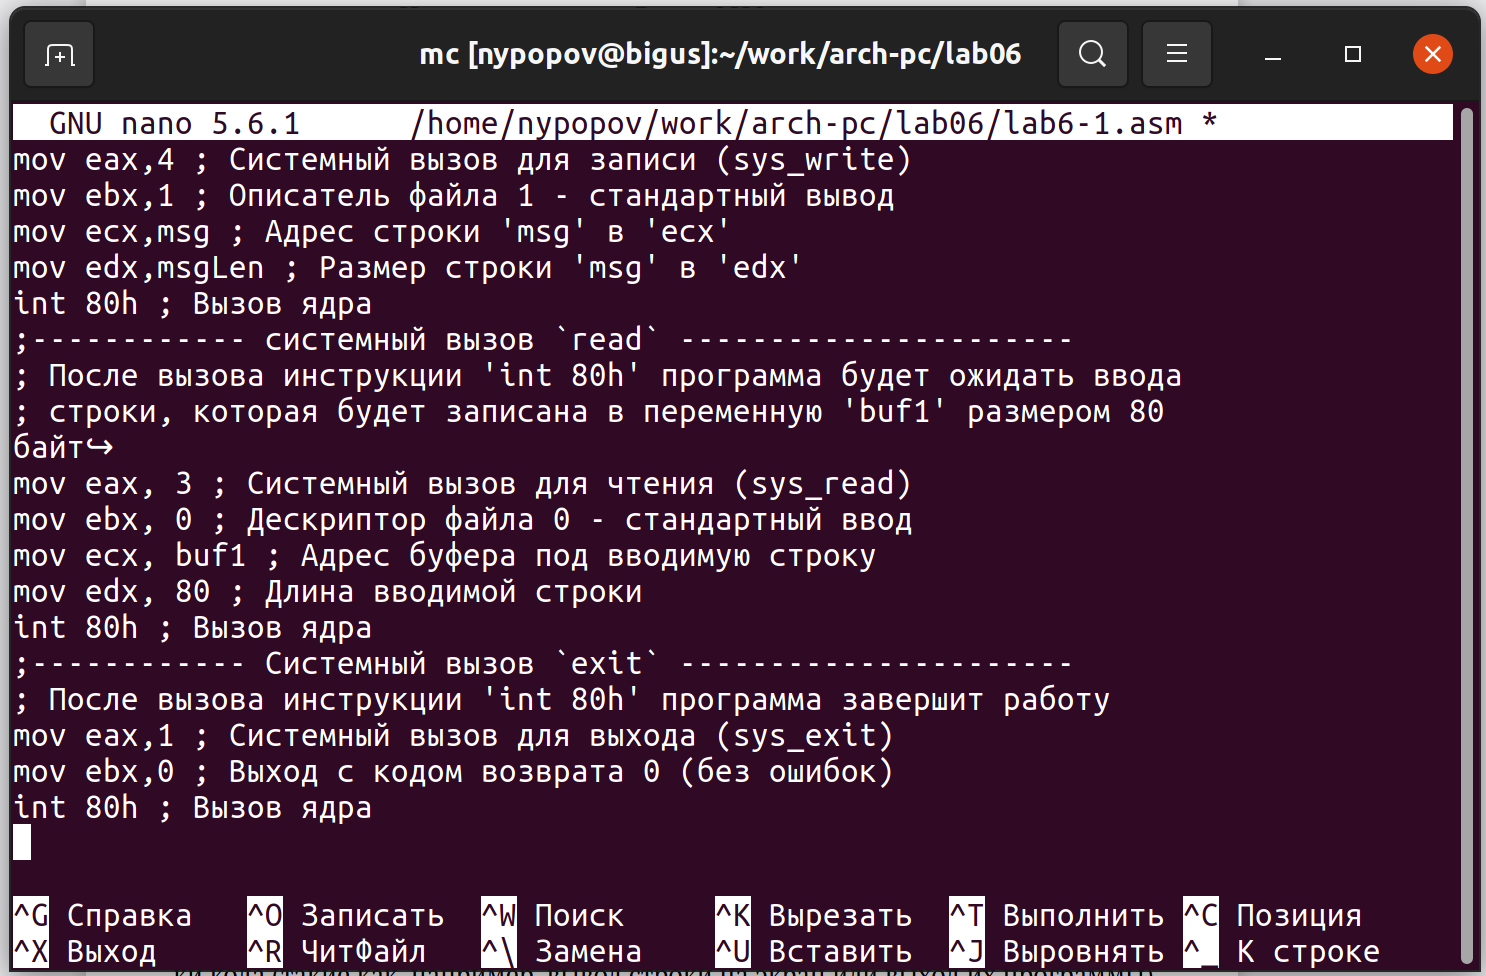 mc [nypopov@bigus]:~/work/arch-pc/lab06
GNU nano 5.6.1 /home/nypopov/work/arch-pc/lab06/lab6-1.asm *
mov eax,4 ; Системный вызов для записи (sys_write)
mov ebx,1 ; Описатель файла 1 - стандартный вывод
mov ecx,msg ; Адрес строки 'msg' в 'ecx'
mov edx,msgLen ; Размер строки 'msg' в 'edx'
int 80h ; Вызов ядра
;------------ системный вызов `read` ----------------------
; После вызова инструкции 'int 80h' программа будет ожидать ввода
; строки, которая будет записана в переменную 'buf1' размером 80
байт↪
mov eax, 3 ; Системный вызов для чтения (sys_read)
mov ebx, 0 ; Дескриптор файла 0 - стандартный ввод
mov ecx, buf1 ; Адрес буфера под вводимую строку
mov edx, 80 ; Длина вводимой строки
int 80h ; Вызов ядра
;------------ Системный вызов `exit` ----------------------
; После вызова инструкции 'int 80h' программа завершит работу
mov eax,1 ; Системный вызов для выхода (sys_exit)
mov ebx,0 ; Выход с кодом возврата 0 (без ошибок)
int 80h ; Вызов ядра
^G Справка ^O Записать ^W Поиск ^K Вырезать ^T Выполнить ^C Позиция
^X Выход ^R ЧитФайл ^\ Замена ^U Вставить ^J Выровнять ^_ К строке